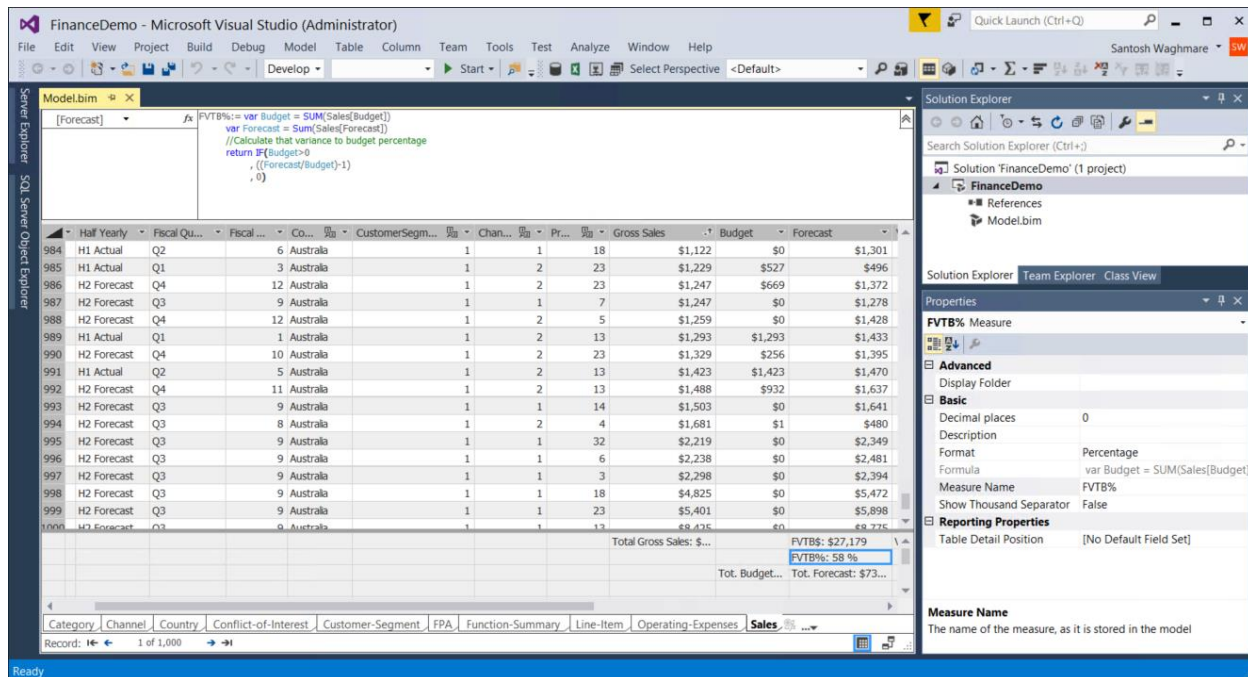 FinanceDemo - Microsoft Visual Studio (Administrator)
Quick Launch (Ctrl+Q)
File Edit View Project Build Debug Model Table Column Team Tools Test Analyze Window Help
Santosh Waghmare SW
Develop Start Select Perspective <Default>
Server Explorer
SQL Server Object Explorer
Model.bim
[Forecast] fx FVTB%:= var Budget = SUM(Sales[Budget])
var Forecast = Sum(Sales[Forecast])
//Calculate that variance to budget percentage
return IF(Budget>0
, ((Forecast/Budget)-1)
, 0)
Half Yearly Fiscal Qu... Fiscal ... Co... CustomerSegm... Chan... Pr... Gross Sales Budget Forecast
984 H1 Actual Q2 6 Australia 1 1 18 $1,122 $0 $1,301
985 H1 Actual Q1 3 Australia 1 2 23 $1,229 $527 $496
986 H2 Forecast Q4 12 Australia 1 2 23 $1,247 $669 $1,372
987 H2 Forecast Q3 9 Australia 1 1 7 $1,247 $0 $1,278
988 H2 Forecast Q4 12 Australia 1 2 5 $1,259 $0 $1,428
989 H1 Actual Q1 1 Australia 1 2 13 $1,293 $1,293 $1,433
990 H2 Forecast Q4 10 Australia 1 2 23 $1,329 $256 $1,395
991 H1 Actual Q2 5 Australia 1 2 13 $1,423 $1,423 $1,470
992 H2 Forecast Q4 11 Australia 1 2 13 $1,488 $932 $1,637
993 H2 Forecast Q3 9 Australia 1 1 14 $1,503 $0 $1,641
994 H2 Forecast Q3 8 Australia 1 2 4 $1,681 $1 $480
995 H2 Forecast Q3 9 Australia 1 1 32 $2,219 $0 $2,349
996 H2 Forecast Q3 9 Australia 1 1 6 $2,238 $0 $2,481
997 H2 Forecast Q3 9 Australia 1 1 3 $2,298 $0 $2,394
998 H2 Forecast Q3 9 Australia 1 1 18 $4,825 $0 $5,472
999 H2 Forecast Q3 9 Australia 1 1 23 $5,401 $0 $5,898
1000 H2 Forecast Q3 9 Australia 1 1 13 $8,425 $0 $8,775
Total Gross Sales: $... FVTB$: $27,179
FVTB%: 58 %
Tot. Budget... Tot. Forecast: $73...
Category Channel Country Conflict-of-Interest Customer-Segment FPA Function-Summary Line-Item Operating-Expenses Sales ...
Record: 1 of 1,000
Ready
Solution Explorer
Search Solution Explorer (Ctrl+;)
Solution 'FinanceDemo' (1 project)
FinanceDemo
References
Model.bim
Solution Explorer Team Explorer Class View
Properties
FVTB% Measure
Advanced
Display Folder
Basic
Decimal places 0
Description
Format Percentage
Formula var Budget = SUM(Sales[Budget]
Measure Name FVTB%
Show Thousand Separator False
Reporting Properties
Table Detail Position [No Default Field Set]
Measure Name
The name of the measure, as it is stored in the model